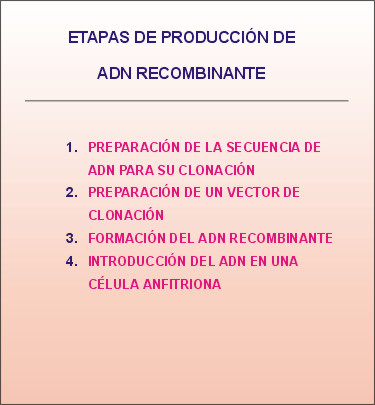 ETAPAS DE PRODUCCIÓN DE
ADN RECOMBINANTE
1. PREPARACIÓN DE LA SECUENCIA DE
ADN PARA SU CLONACIÓN
2. PREPARACIÓN DE UN VECTOR DE
CLONACIÓN
3. FORMACIÓN DEL ADN RECOMBINANTE
4. INTRODUCCIÓN DEL ADN EN UNA
CÉLULA ANFITRIONA